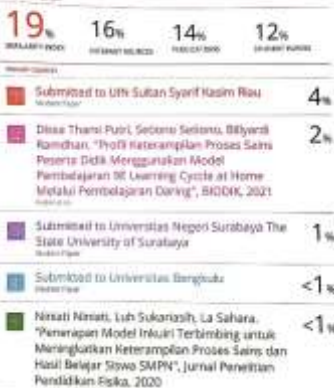 19% 16% 14% 12%
SIMILARITY INDEX INTERNET SOURCES PUBLICATIONS STUDENT PAPERS
PRIMARY SOURCES
Submitted to UIN Sultan Syarif Kasim Riau 4%
Student Paper
Dissa Thami Putri, Setiono Setiono, Billyardi
Ramdhan. "Profil Keterampilan Proses Sains
Peserta Didik Menggunakan Model
Pembelajaran 5E Learning Cycle at Home
Melalui Pembelajaran Daring", BIODIK, 2021 2%
Publication
Submitted to Universitas Negeri Surabaya The
State University of Surabaya 1%
Student Paper
Submitted to Universitas Bengkulu <1%
Student Paper
Niniati Niniati, Luh Sukariasih, La Sahara.
"Penerapan Model Inkuiri Terbimbing untuk
Meningkatkan Keterampilan Proses Sains dan
Hasil Belajar Siswa SMPN", Jurnal Penelitian
Pendidikan Fisika, 2020 <1%